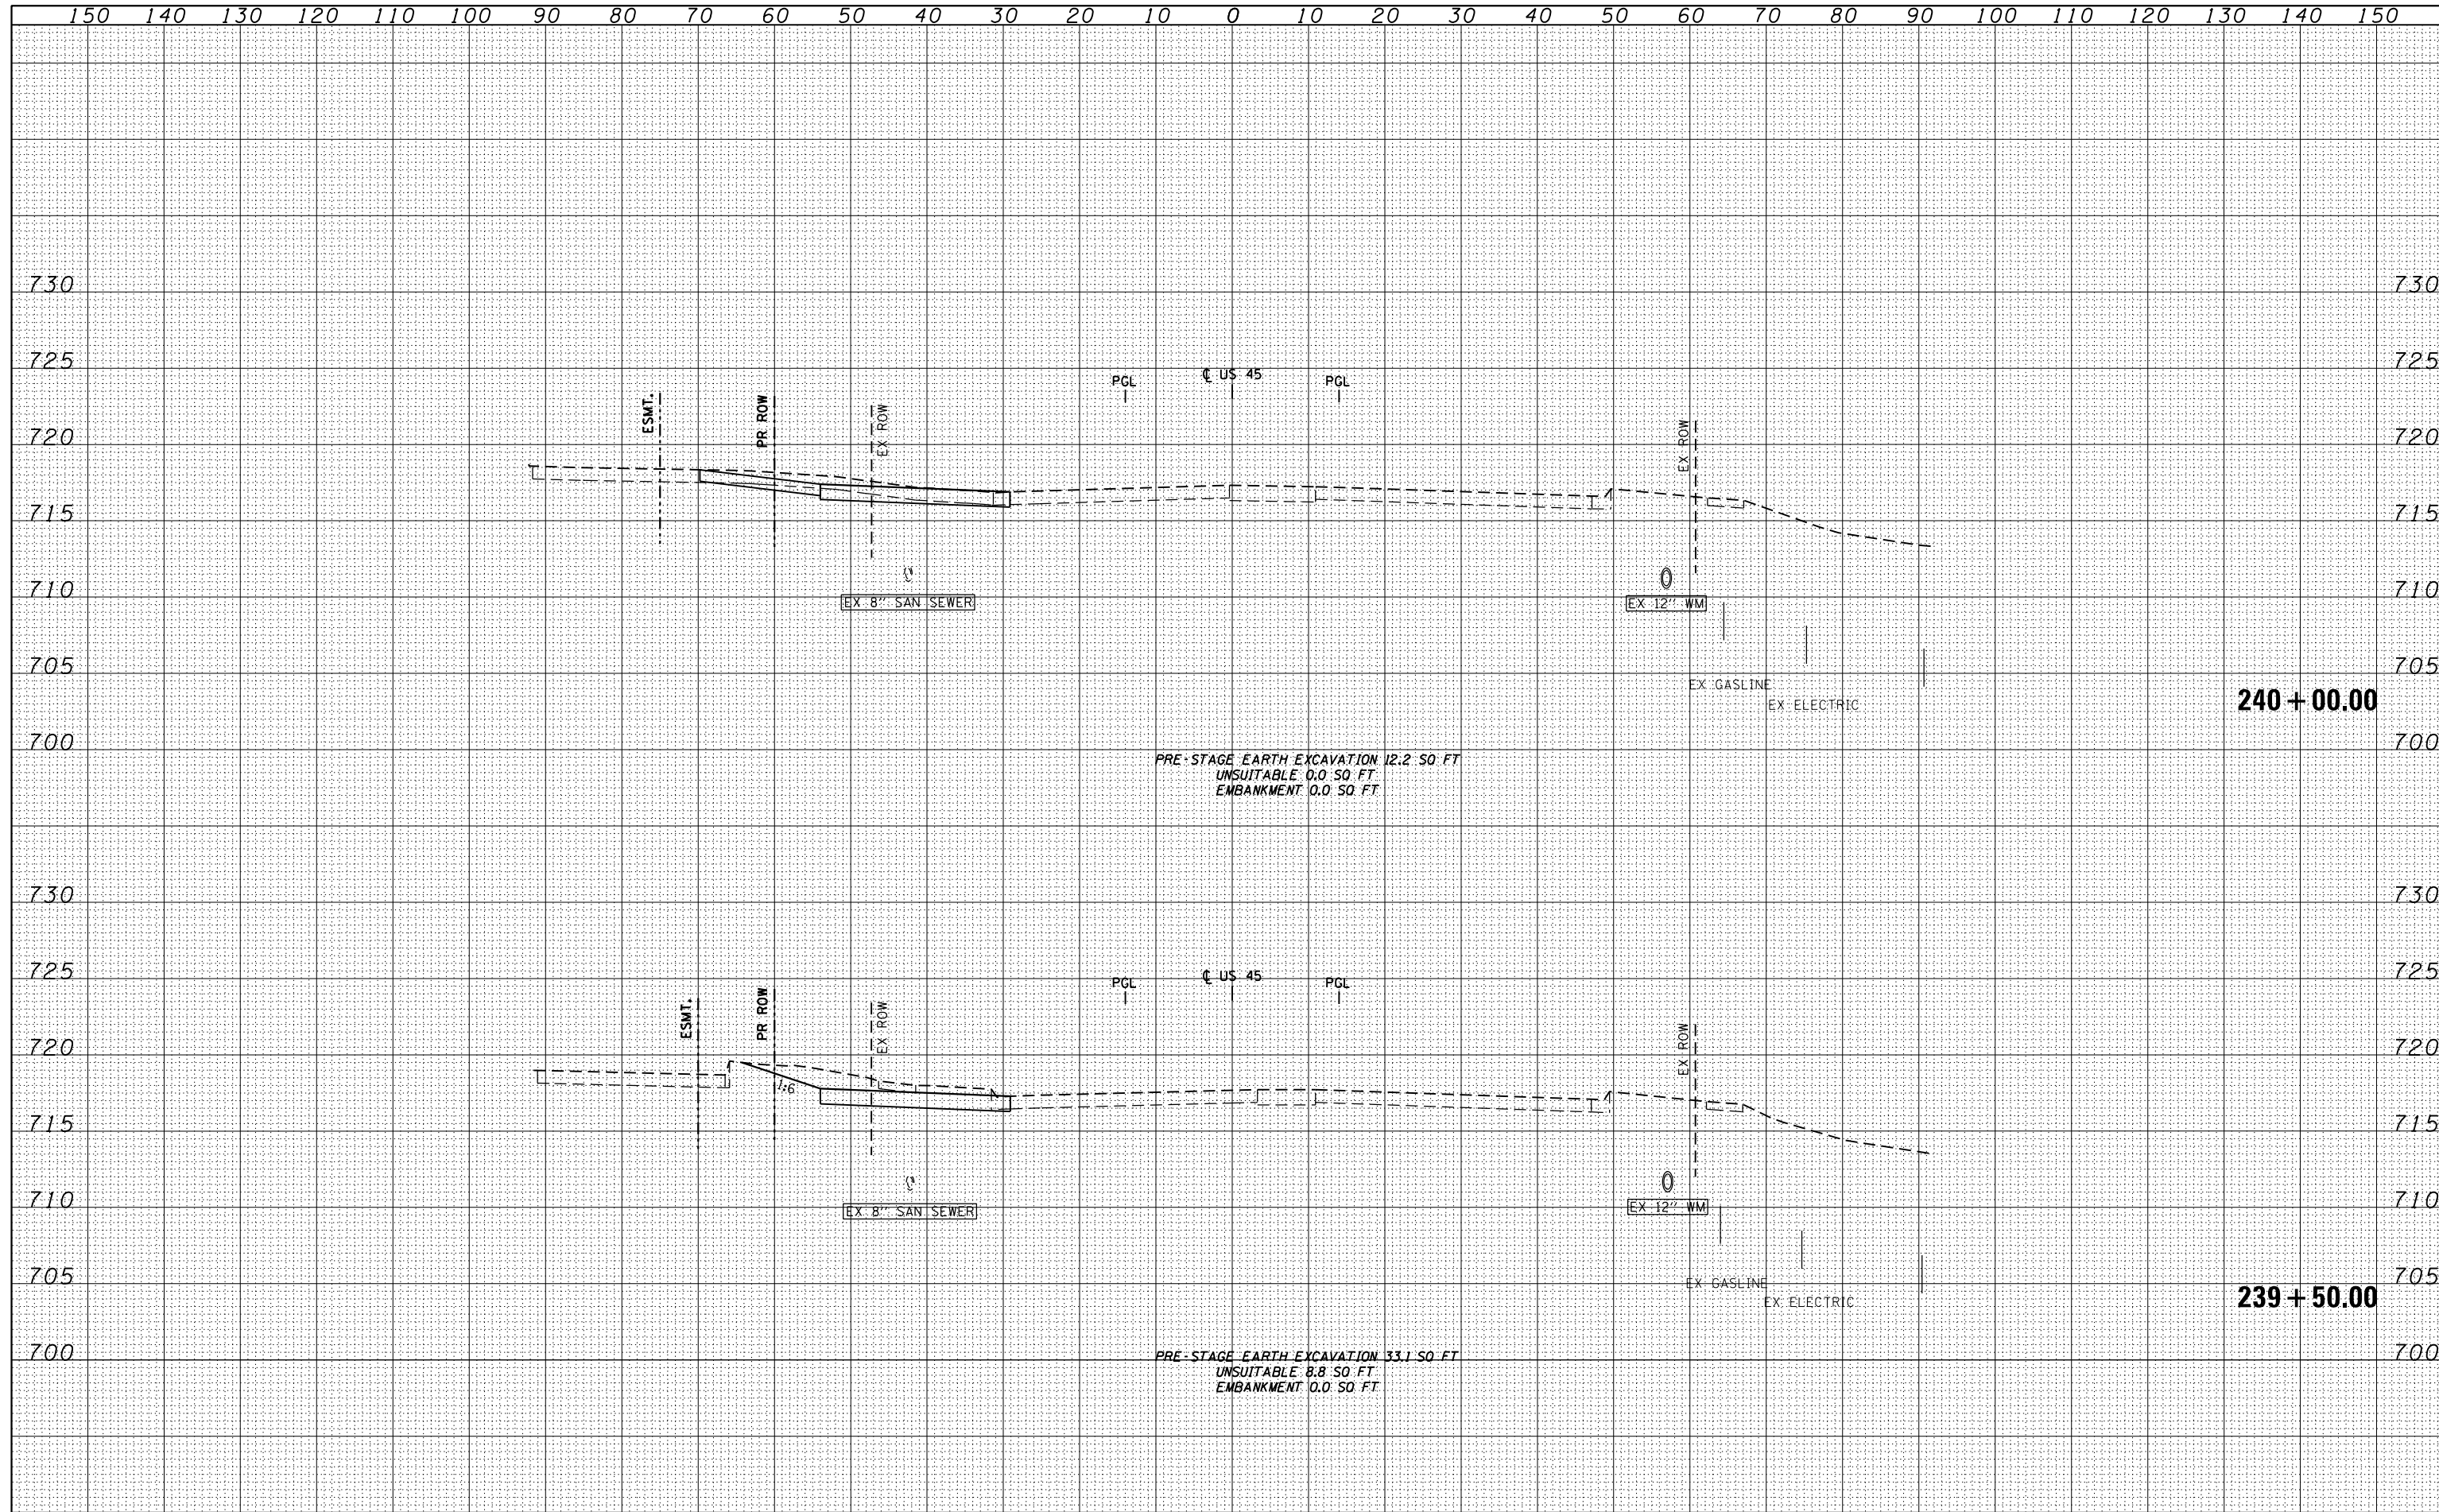 150 140 130 120 110 100 90 80 70 60 50 40 30 20 10 0 10 20 30 40 50 60 70 80 90 100 110 120 130 140 150
730 730
725 725
ESMT.
PR ROW
EX ROW
PGL
℄ US 45
PGL
EX ROW
720 720
715 715
710 710
EX 8'' SAN SEWER
EX 12'' WM
705 705
EX GASLINE
EX ELECTRIC
240 + 00.00
700 700
PRE-STAGE EARTH EXCAVATION 12.2 SQ FT
UNSUITABLE 0.0 SQ FT
EMBANKMENT 0.0 SQ FT
730 730
725 725
ESMT.
PR ROW
EX ROW
PGL
℄ US 45
PGL
EX ROW
720 720
1:6
715 715
710 710
EX 8'' SAN SEWER
EX 12'' WM
705 705
EX GASLINE
EX ELECTRIC
239 + 50.00
700 700
PRE-STAGE EARTH EXCAVATION 33.1 SQ FT
UNSUITABLE 8.8 SQ FT
EMBANKMENT 0.0 SQ FT